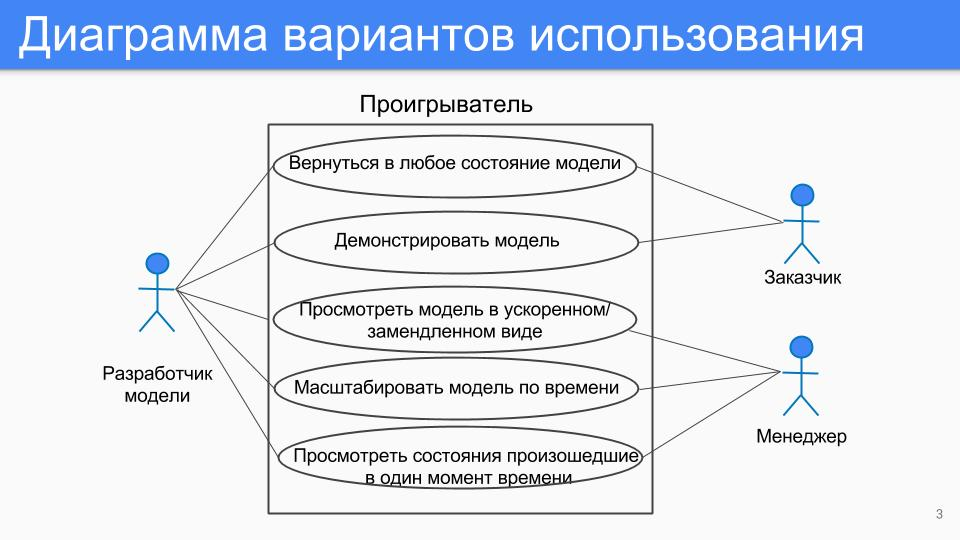 Диаграмма вариантов использования
Проигрыватель
Вернуться в любое состояние модели
Демонстрировать модель
Просмотреть модель в ускоренном/
замендленном виде
Масштабировать модель по времени
Просмотреть состояния произошедшие
в один момент времени
Разработчик
модели
Заказчик
Менеджер
3